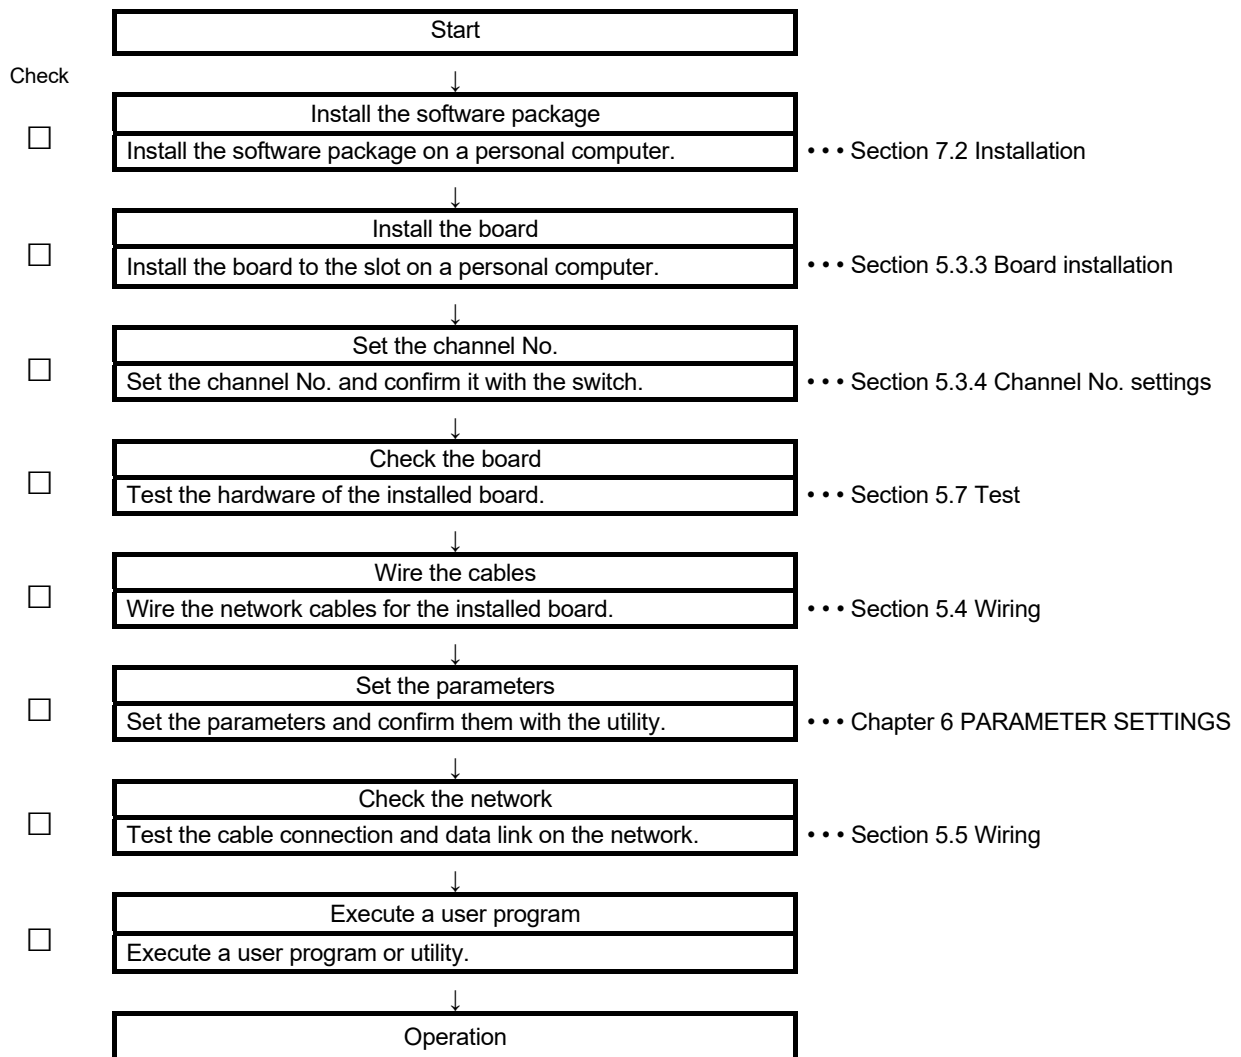 Start
Check
↓
Install the software package
□
Install the software package on a personal computer.
• • • Section 7.2 Installation
↓
Install the board
□
Install the board to the slot on a personal computer.
• • • Section 5.3.3 Board installation
↓
Set the channel No.
□
Set the channel No. and confirm it with the switch.
• • • Section 5.3.4 Channel No. settings
↓
Check the board
□
Test the hardware of the installed board.
• • • Section 5.7 Test
↓
Wire the cables
□
Wire the network cables for the installed board.
• • • Section 5.4 Wiring
↓
Set the parameters
□
Set the parameters and confirm them with the utility.
• • • Chapter 6 PARAMETER SETTINGS
↓
Check the network
□
Test the cable connection and data link on the network.
• • • Section 5.5 Wiring
↓
Execute a user program
□
Execute a user program or utility.
↓
Operation